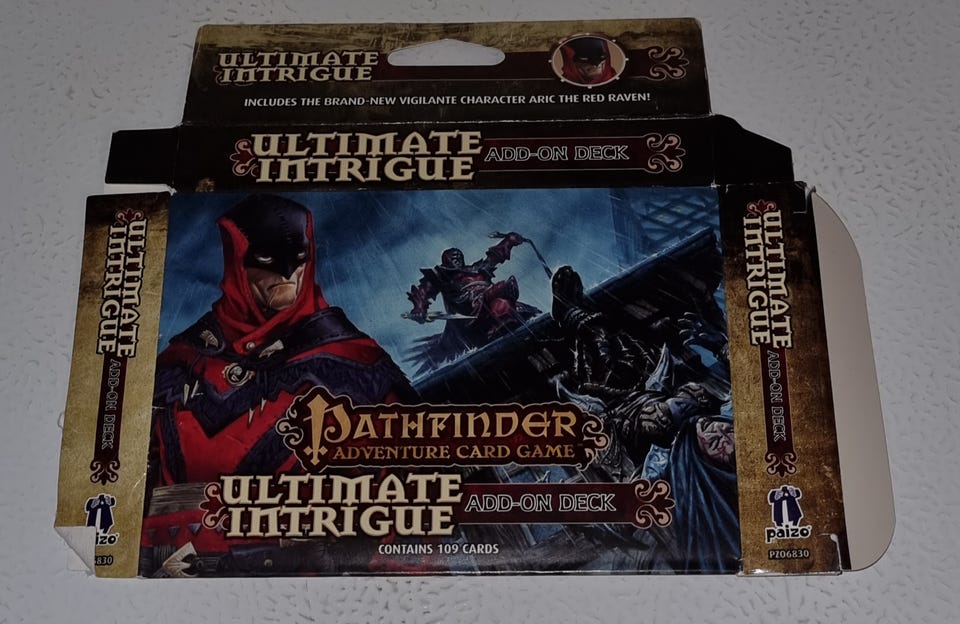 ULTIMATE
INTRIGUE
INCLUDES THE BRAND-NEW VIGILANTE CHARACTER ARIC THE RED RAVEN!
ULTIMATE
INTRIGUE
ADD-ON DECK
ULTIMATE
INTRIGUE
ADD-ON DECK
6830
PATHFINDER
ADVENTURE CARD GAME
ULTIMATE
INTRIGUE
ADD-ON DECK
CONTAINS 109 CARDS
ULTIMATE
INTRIGUE
ADD-ON DECK
paizo
PZO6830